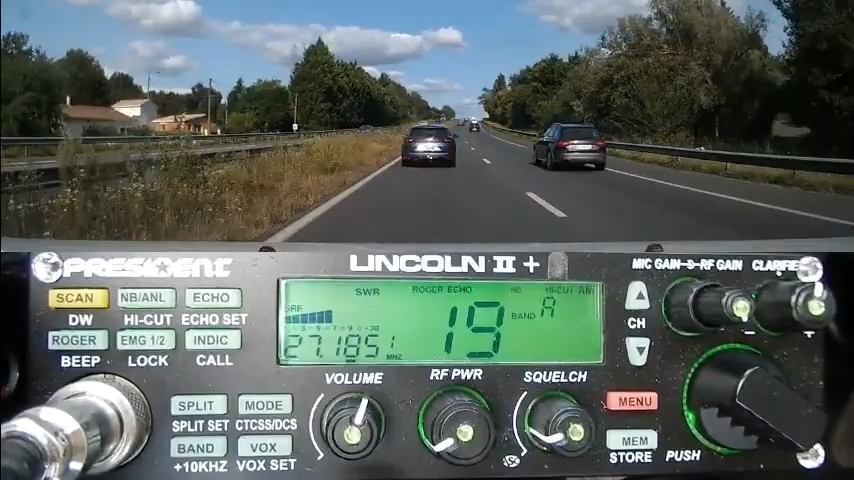 PRESIDENT
LINCOLN II +
MIC GAIN RF GAIN CLARIFIER
SCAN NB/ANL ECHO
DW HI-CUT ECHO SET
ROGER EMG 1/2 INDIC
BEEP LOCK CALL
SPLIT MODE
SPLIT SET CTCSS/DCS
BAND VOX
+10KHZ VOX SET
SWR ROGER ECHO NB HI-CUT AM
19 BAND A
27.185 MHZ
VOLUME RF PWR SQUELCH
CH
MENU
MEM
STORE PUSH
ASC
- +